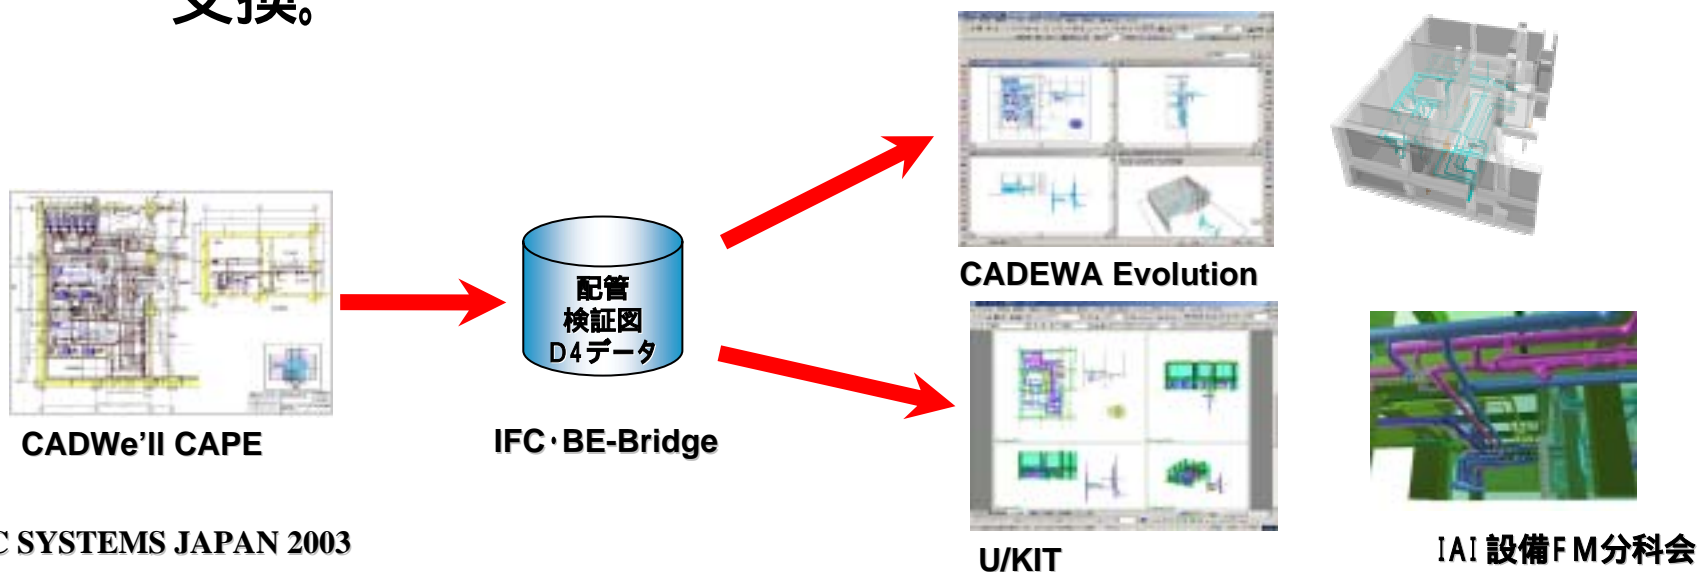 交換。
CADEWA Evolution
配管
検証図
D4データ
CADWe'll CAPE
IFC・BE-Bridge
C SYSTEMS JAPAN 2003
U/KIT
IAI 設備FM分科会